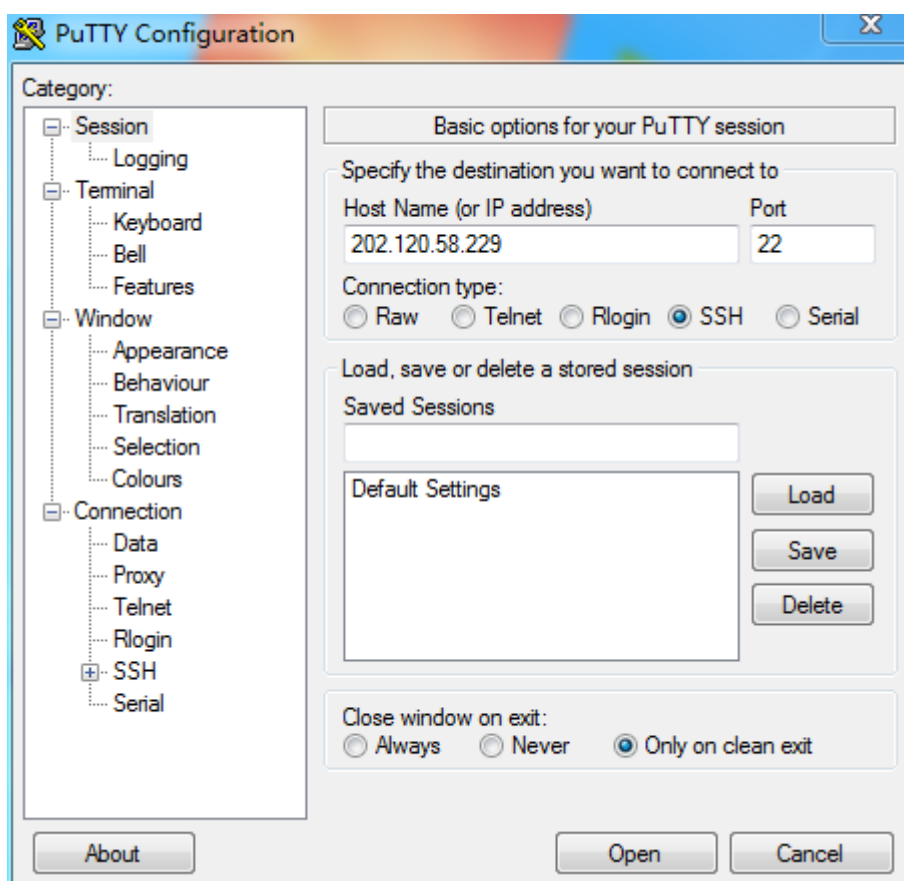 PuTTY Configuration
Category:
Session
Logging
Terminal
Keyboard
Bell
Features
Window
Appearance
Behaviour
Translation
Selection
Colours
Connection
Data
Proxy
Telnet
Rlogin
SSH
Serial
Basic options for your PuTTY session
Specify the destination you want to connect to
Host Name (or IP address) Port
202.120.58.229 22
Connection type:
Raw Telnet Rlogin SSH Serial
Load, save or delete a stored session
Saved Sessions
Default Settings
Load
Save
Delete
Close window on exit:
Always Never Only on clean exit
About Open Cancel